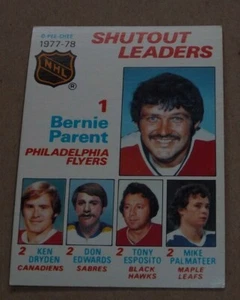 1977-78
SHUTOUT
LEADERS
NHL
®
1
Bernie
Parent
PHILADELPHIA
FLYERS
2 KEN DRYDEN
CANADIENS
2 DON EDWARDS
SABRES
2 TONY ESPOSITO
BLACK HAWKS
2 MIKE PALMATEER
MAPLE LEAFS